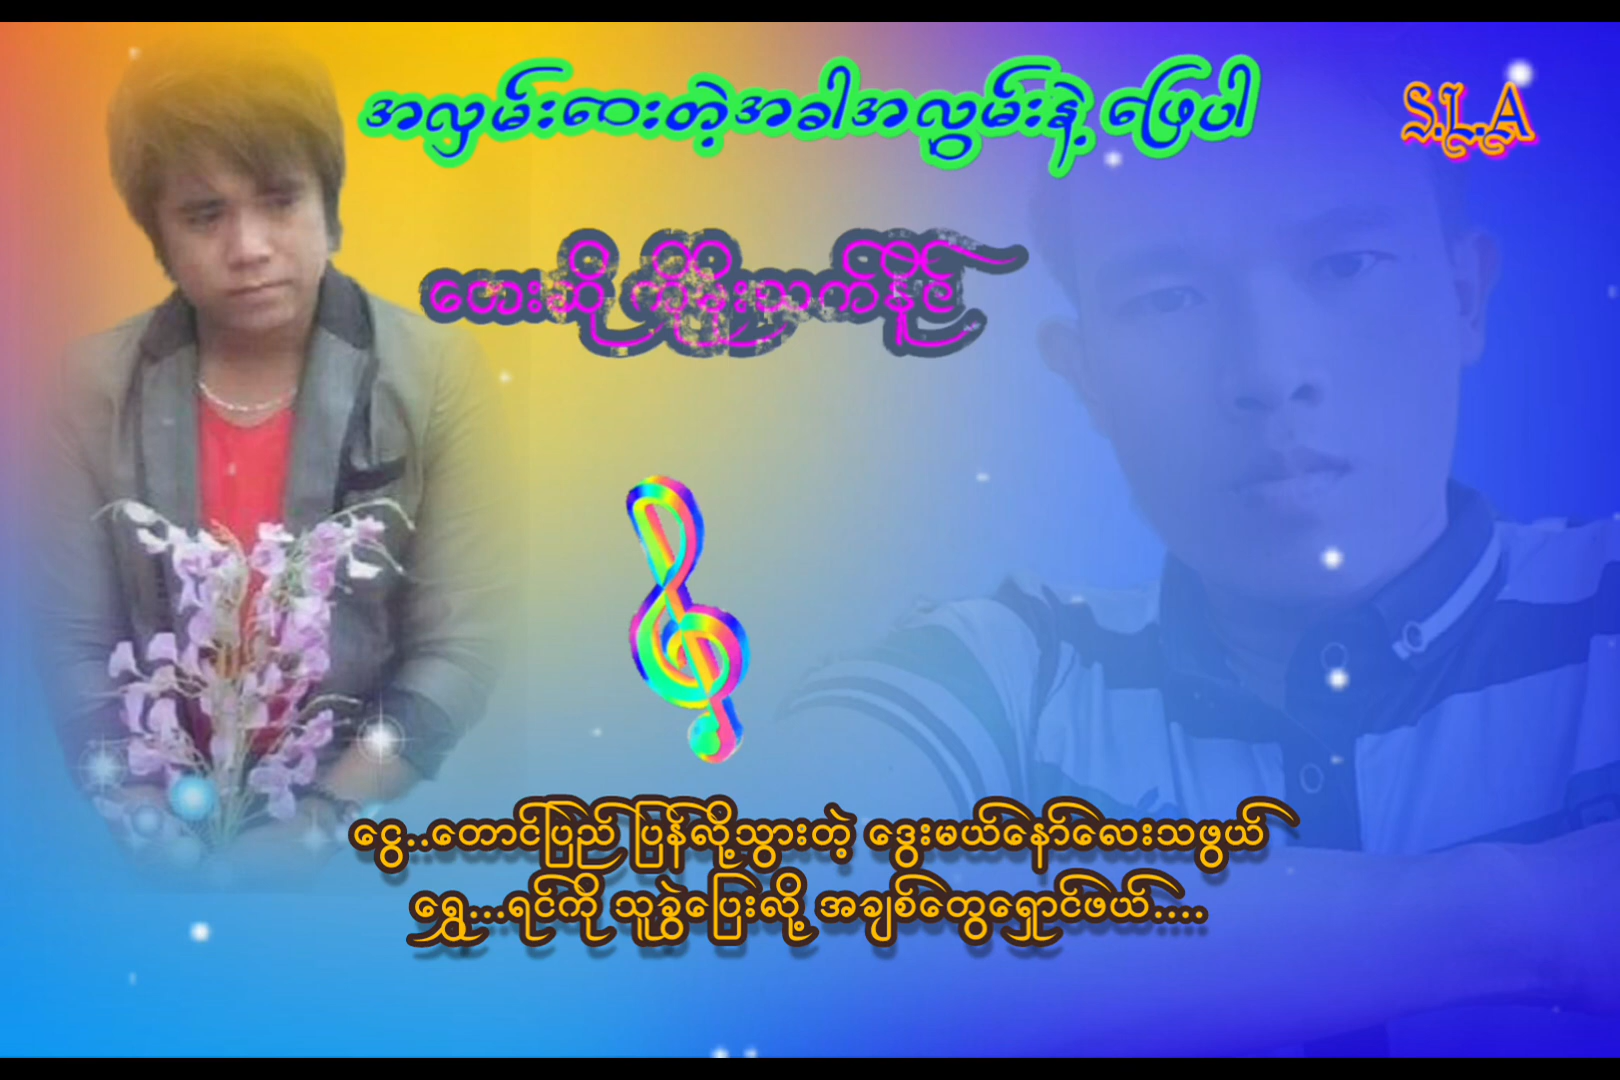 အလှမ်းဝေးတဲ့အခါအလွမ်းနဲ့ ဖြေပါ
S.L.A
တေးဆို ကိုမိုးသက်နိုင်
ငွေ..တောင်ပြည် ပြန်လို့သွားတဲ့ ဒွေးမယ်နော်လေးသဖွယ်
ရွှေ...ရင်ကို သူခွဲပြေးလို့ အချစ်တွေရှောင်ဖယ်....